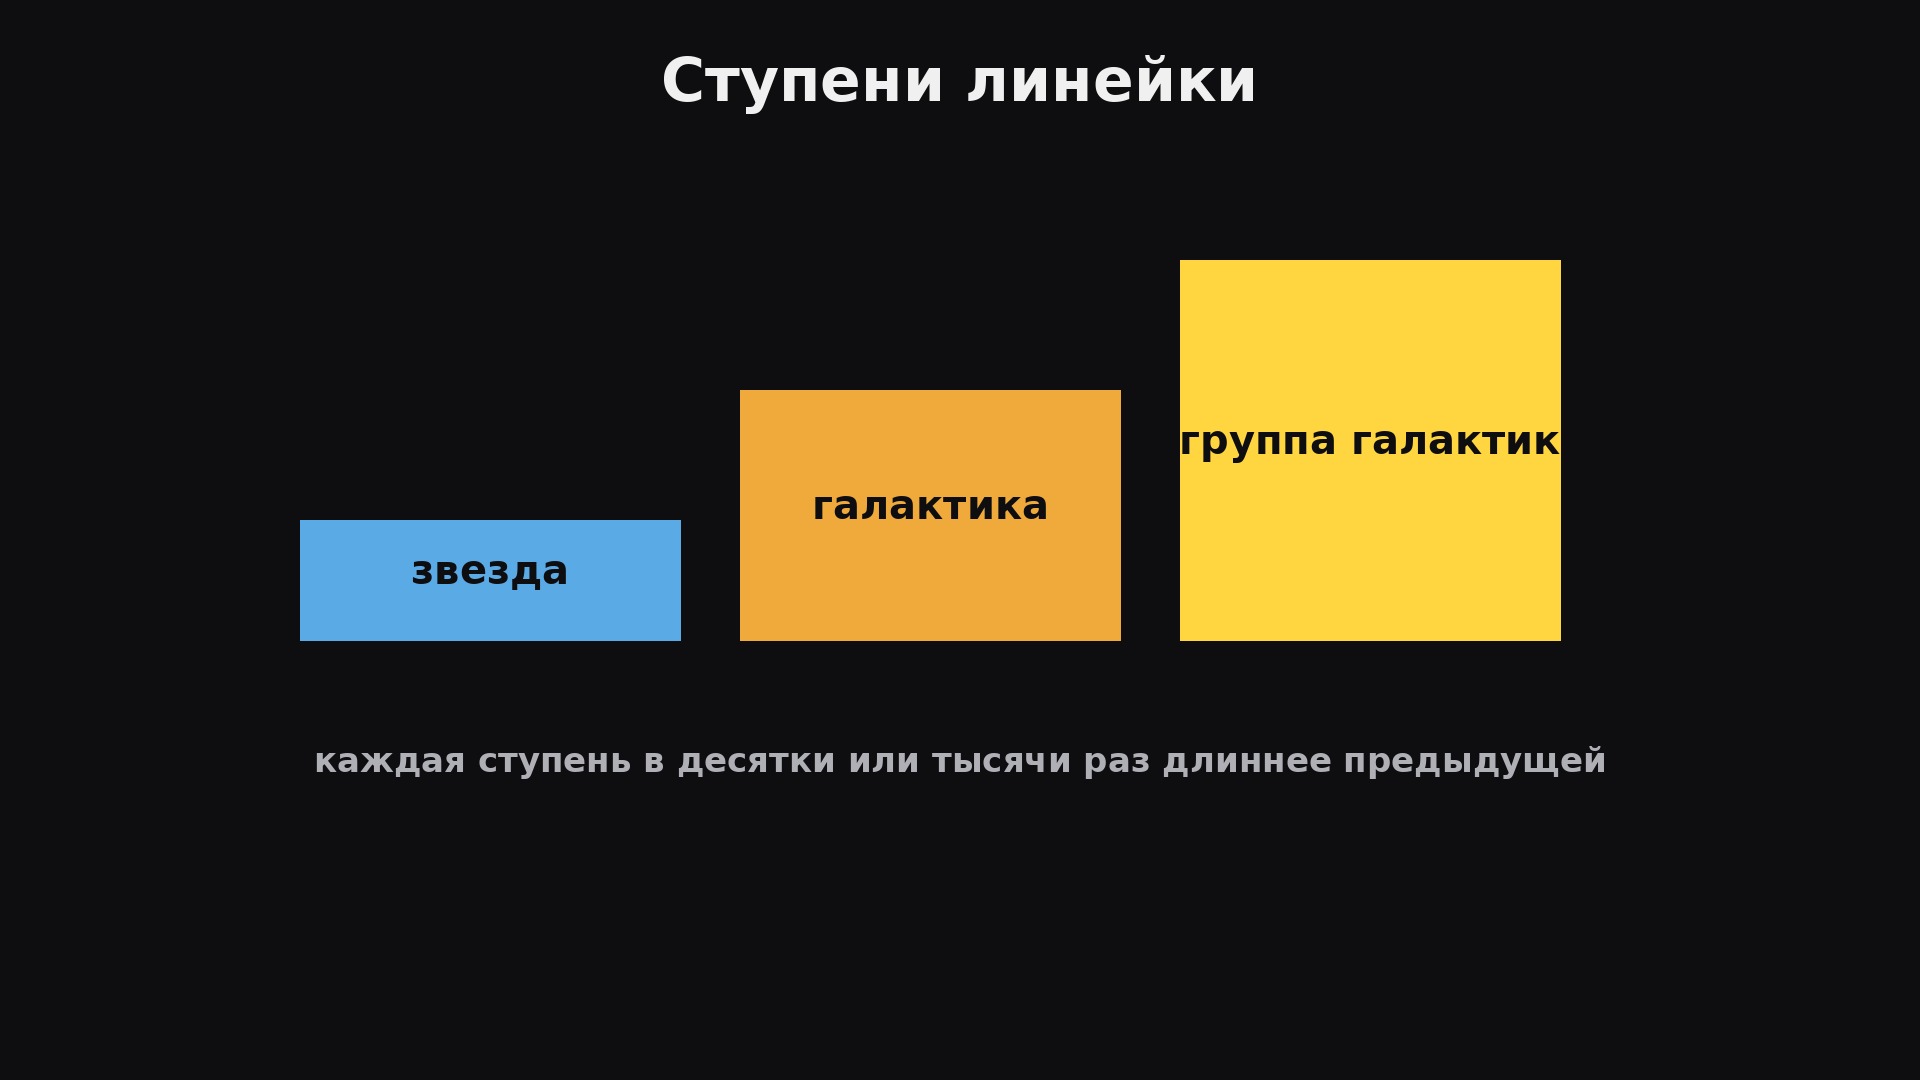 Ступени линейки
группа галактик
галактика
звезда
каждая ступень в десятки или тысячи раз длиннее предыдущей